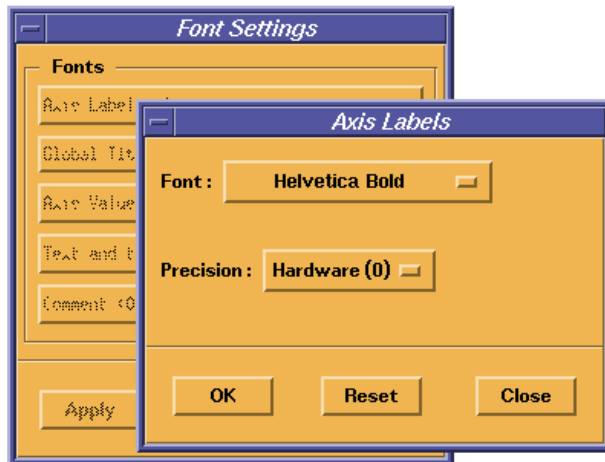 Font Settings
Fonts
Axis Label
Global Tit
Axis Value
Text and t
Comment <0
Apply
Axis Labels
Font :
Helvetica Bold
Precision :
Hardware (0)
OK
Reset
Close